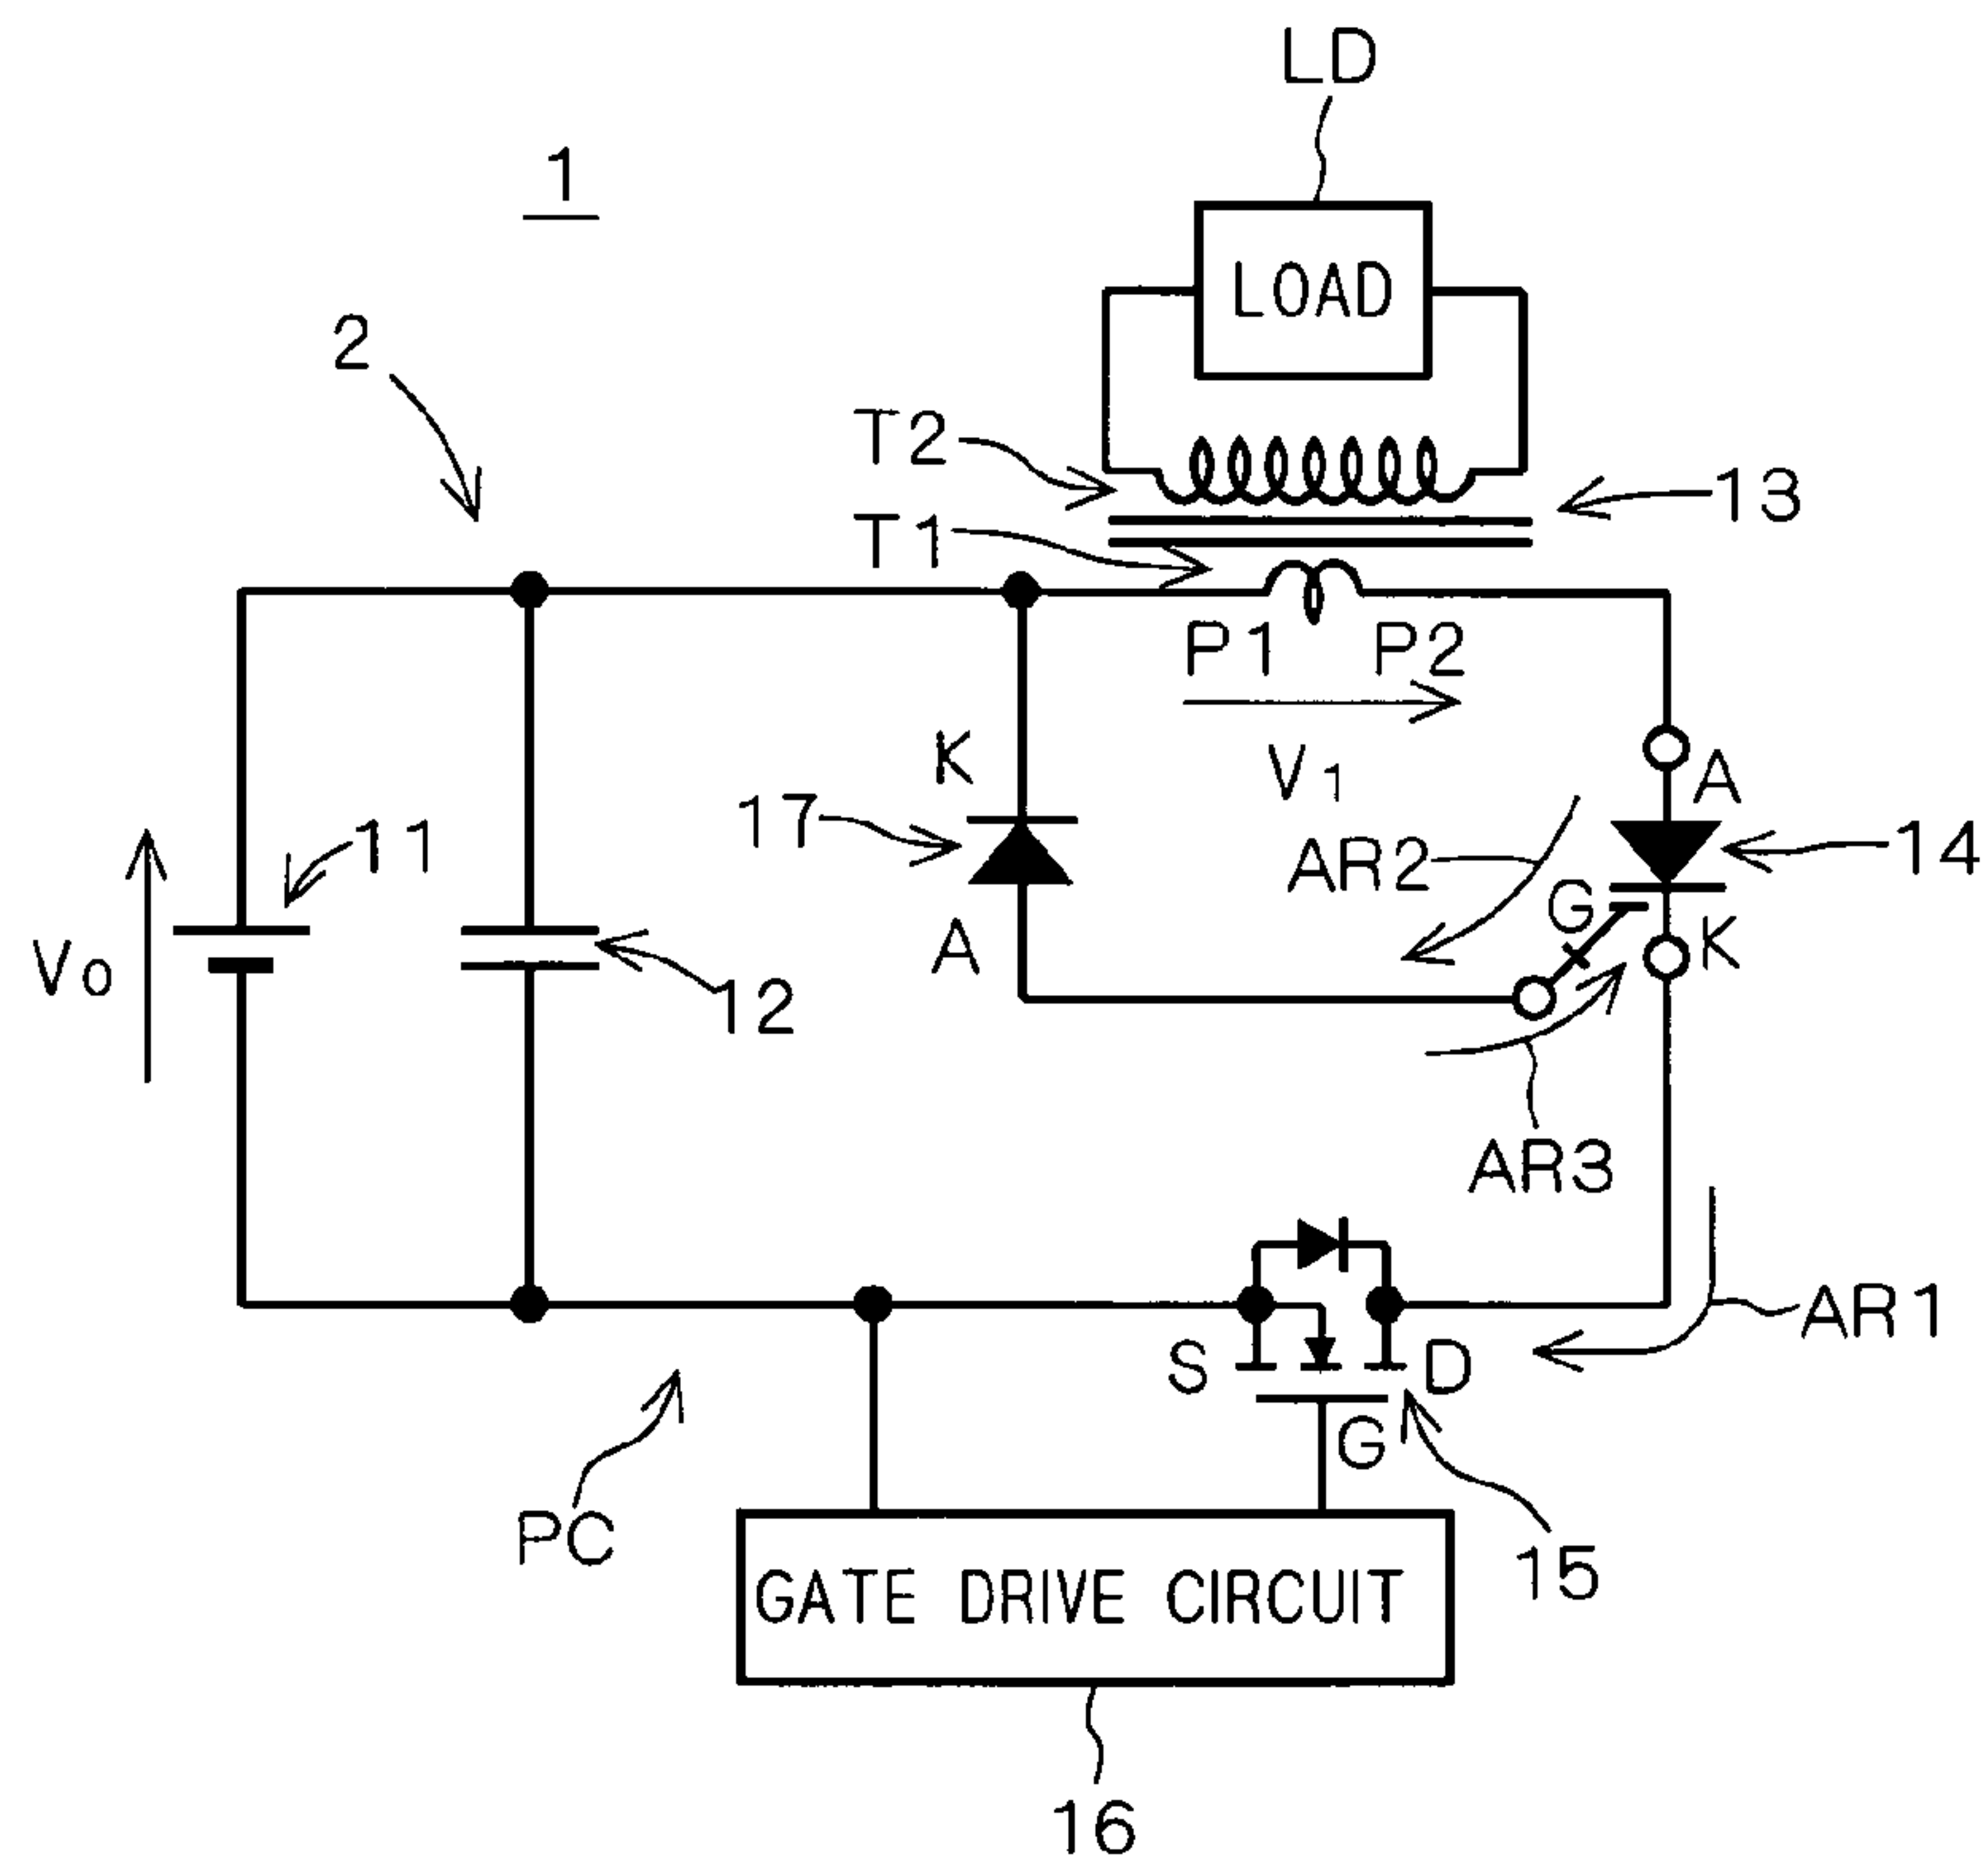 LD
1
LOAD
2
T2
13
T1
P1 P2
K
V1
A
17
11
AR2
14
G
Vo
A
K
12
AR3
AR1
S
D
G
PC
15
GATE DRIVE CIRCUIT
16